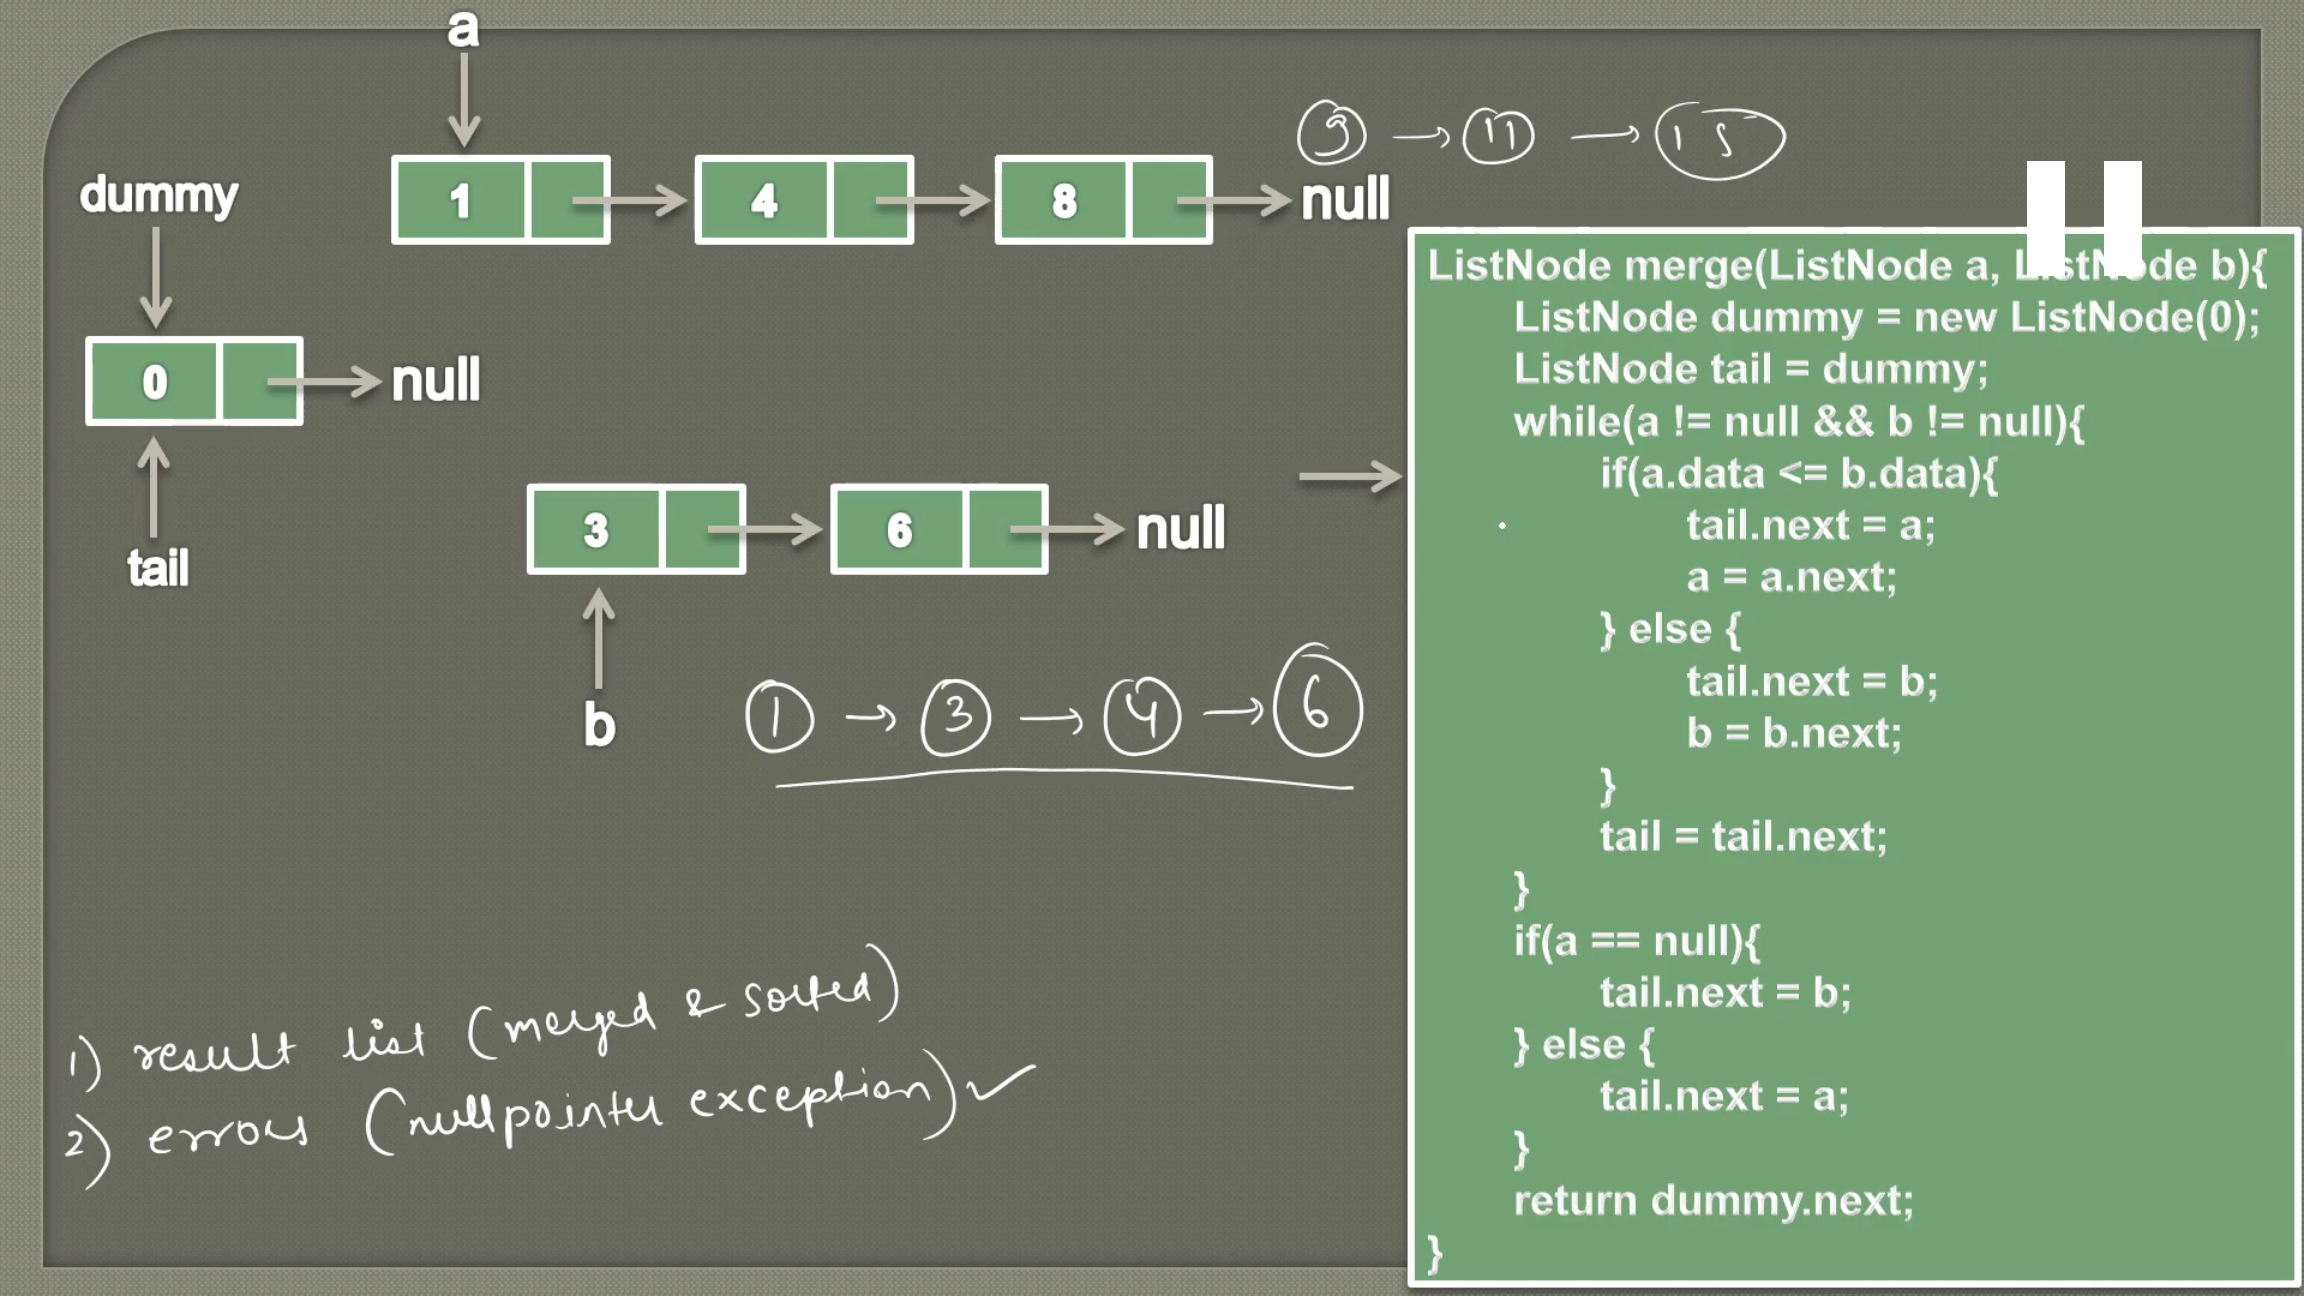 a
9 → 11 → 15
dummy
1 4 8 null
0 null
tail
3 6 null
b
1 → 3 → 4 → 6
1) result list (merged & sorted)
2) errors (nullpointer exception) ✓
ListNode merge(ListNode a, ListNode b){
ListNode dummy = new ListNode(0);
ListNode tail = dummy;
while(a != null && b != null){
if(a.data <= b.data){
tail.next = a;
a = a.next;
} else {
tail.next = b;
b = b.next;
}
tail = tail.next;
}
if(a == null){
tail.next = b;
} else {
tail.next = a;
}
return dummy.next;
}